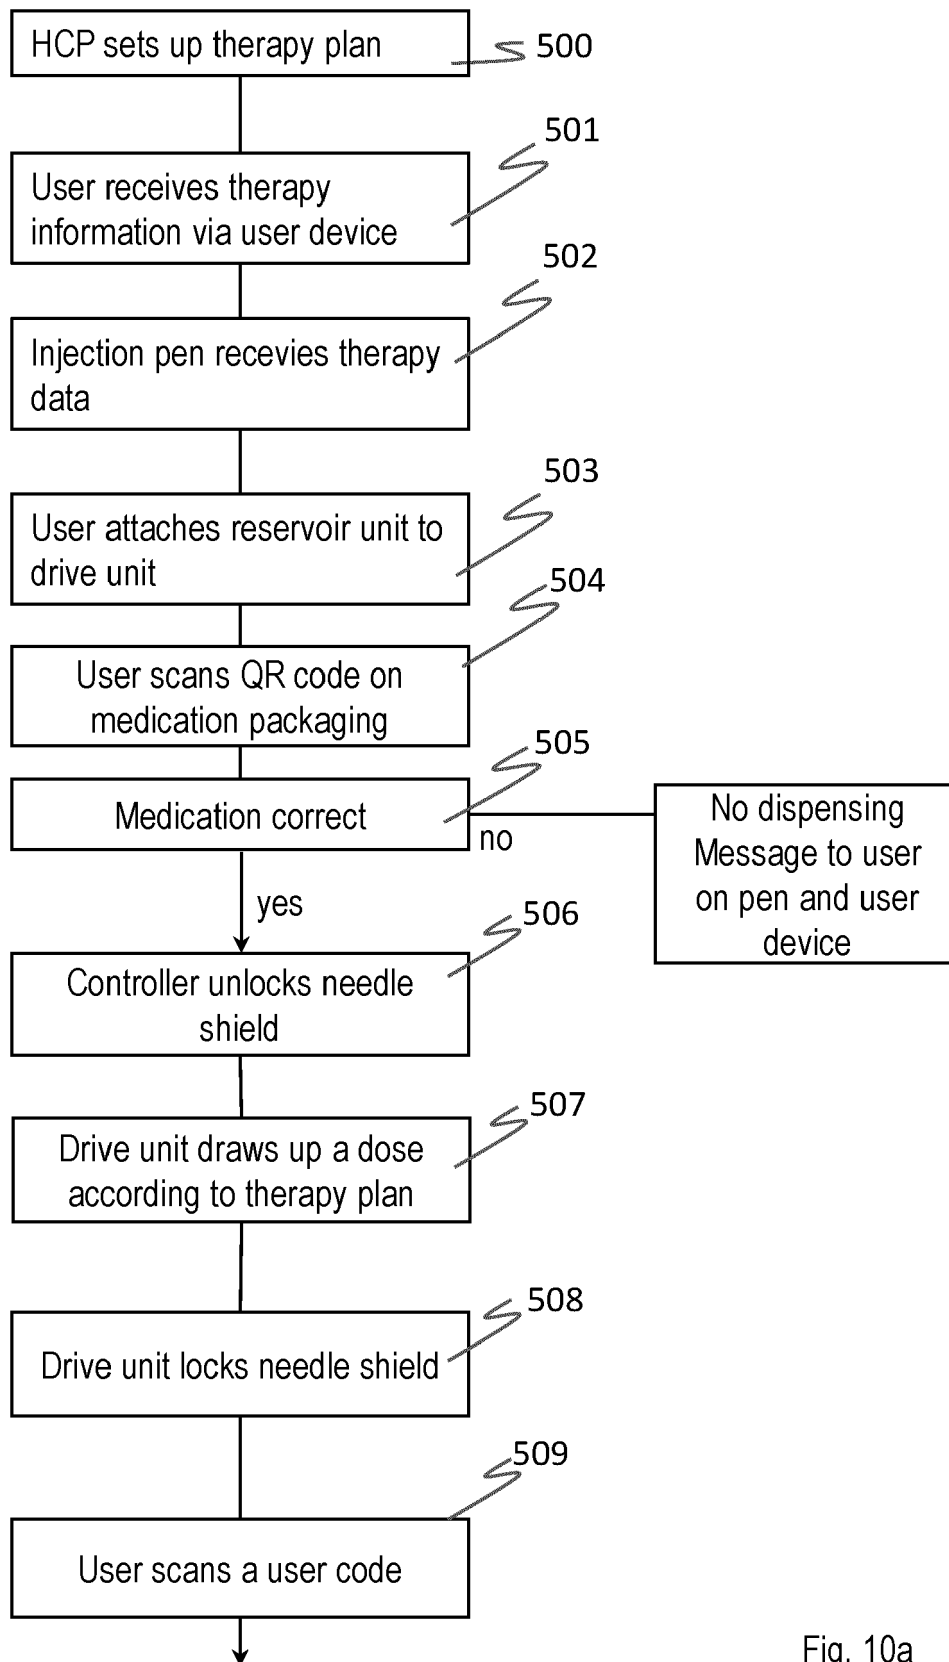 HCP sets up therapy plan
500
501
User receives therapy
information via user device
502
Injection pen recevies therapy
data
503
User attaches reservoir unit to
drive unit
504
User scans QR code on
medication packaging
505
Medication correct
no
No dispensing
Message to user
on pen and user
device
yes
506
Controller unlocks needle
shield
507
Drive unit draws up a dose
according to therapy plan
508
Drive unit locks needle shield
509
User scans a user code
Fig. 10a